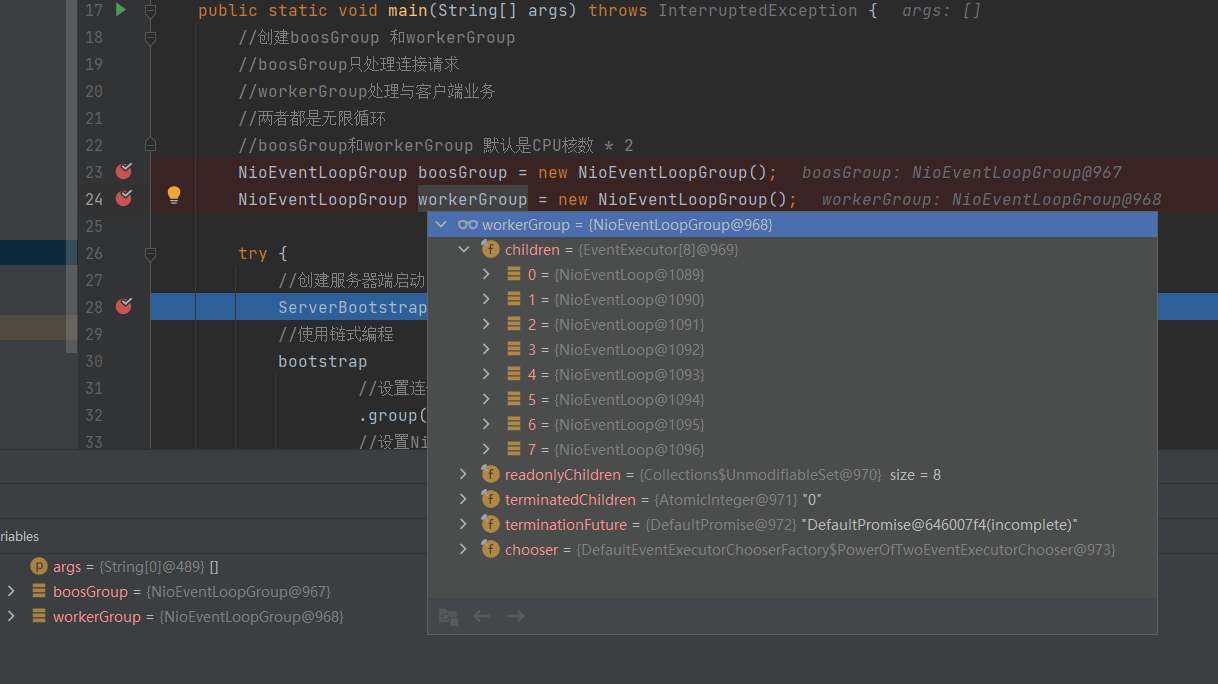 17 public static void main(String[] args) throws InterruptedException { args: []
18 //创建boosGroup 和workerGroup
19 //boosGroup只处理连接请求
20 //workerGroup处理与客户端业务
21 //两者都是无限循环
22 //boosGroup和workerGroup 默认是CPU核数 * 2
23 NioEventLoopGroup boosGroup = new NioEventLoopGroup(); boosGroup: NioEventLoopGroup@967
24 NioEventLoopGroup workerGroup = new NioEventLoopGroup(); workerGroup: NioEventLoopGroup@968
25
26 try {
27 //创建服务器端启动
28 ServerBootstrap
29 //使用链式编程
30 bootstrap
31 //设置连
32 .group(
33 //设置Ni
workerGroup = {NioEventLoopGroup@968}
children = {EventExecutor[8]@969}
0 = {NioEventLoop@1089}
1 = {NioEventLoop@1090}
2 = {NioEventLoop@1091}
3 = {NioEventLoop@1092}
4 = {NioEventLoop@1093}
5 = {NioEventLoop@1094}
6 = {NioEventLoop@1095}
7 = {NioEventLoop@1096}
readonlyChildren = {Collections$UnmodifiableSet@970} size = 8
terminatedChildren = {AtomicInteger@971} "0"
terminationFuture = {DefaultPromise@972} "DefaultPromise@646007f4(incomplete)"
chooser = {DefaultEventExecutorChooserFactory$PowerOfTwoEventExecutorChooser@973}
riables
args = {String[0]@489} []
boosGroup = {NioEventLoopGroup@967}
workerGroup = {NioEventLoopGroup@968}